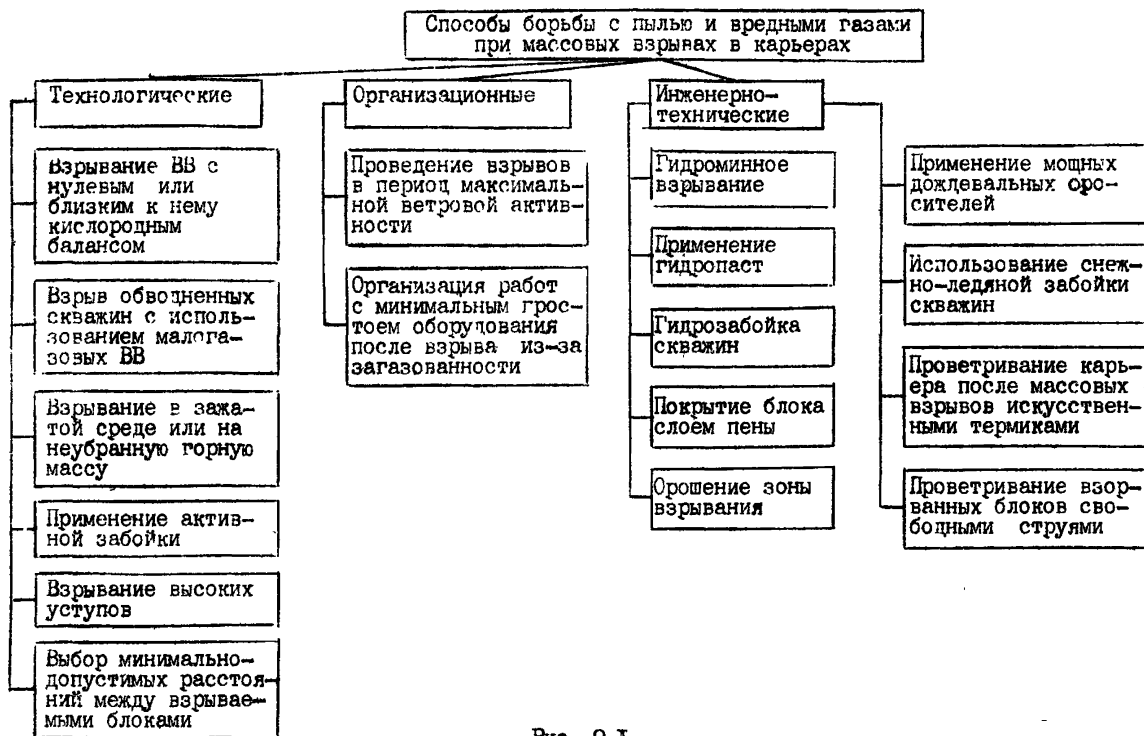 Способы борьбы с пылью и вредными газами
при массовых взрывах в карьерах
Технологические
Взрывание ВВ с
нулевым или
близким к нему
кислородным
балансом
Взрыв обводненных
скважин с исполь-
зованием малога-
зовых ВВ
Взрывание в зажа-
той среде или на
неубранную горную
массу
Применение актив-
ной забойки
Взрывание высоких
уступов
Выбор минимально-
допустимых расстоя-
ний между взрывае-
мыми блоками
Организационные
Проведение взрывов
в период максималь-
ной ветровой актив-
ности
Организация работ
с минимальным прос-
тоем оборудования
после взрыва из-за
загазованности
Инженерно-
технические
Гидроминное
взрывание
Применение
гидропаст
Гидрозабойка
скважин
Покрытие блока
слоем пены
Орошение зоны
взрывания
Применение мощных
дождевальных оро-
сителей
Использование снеж-
но-ледяной забойки
скважин
Проветривание карь-
ера после массовых
взрывов искусствен-
ными термиками
Проветривание взор-
ванных блоков сво-
бодными струями
Рис.